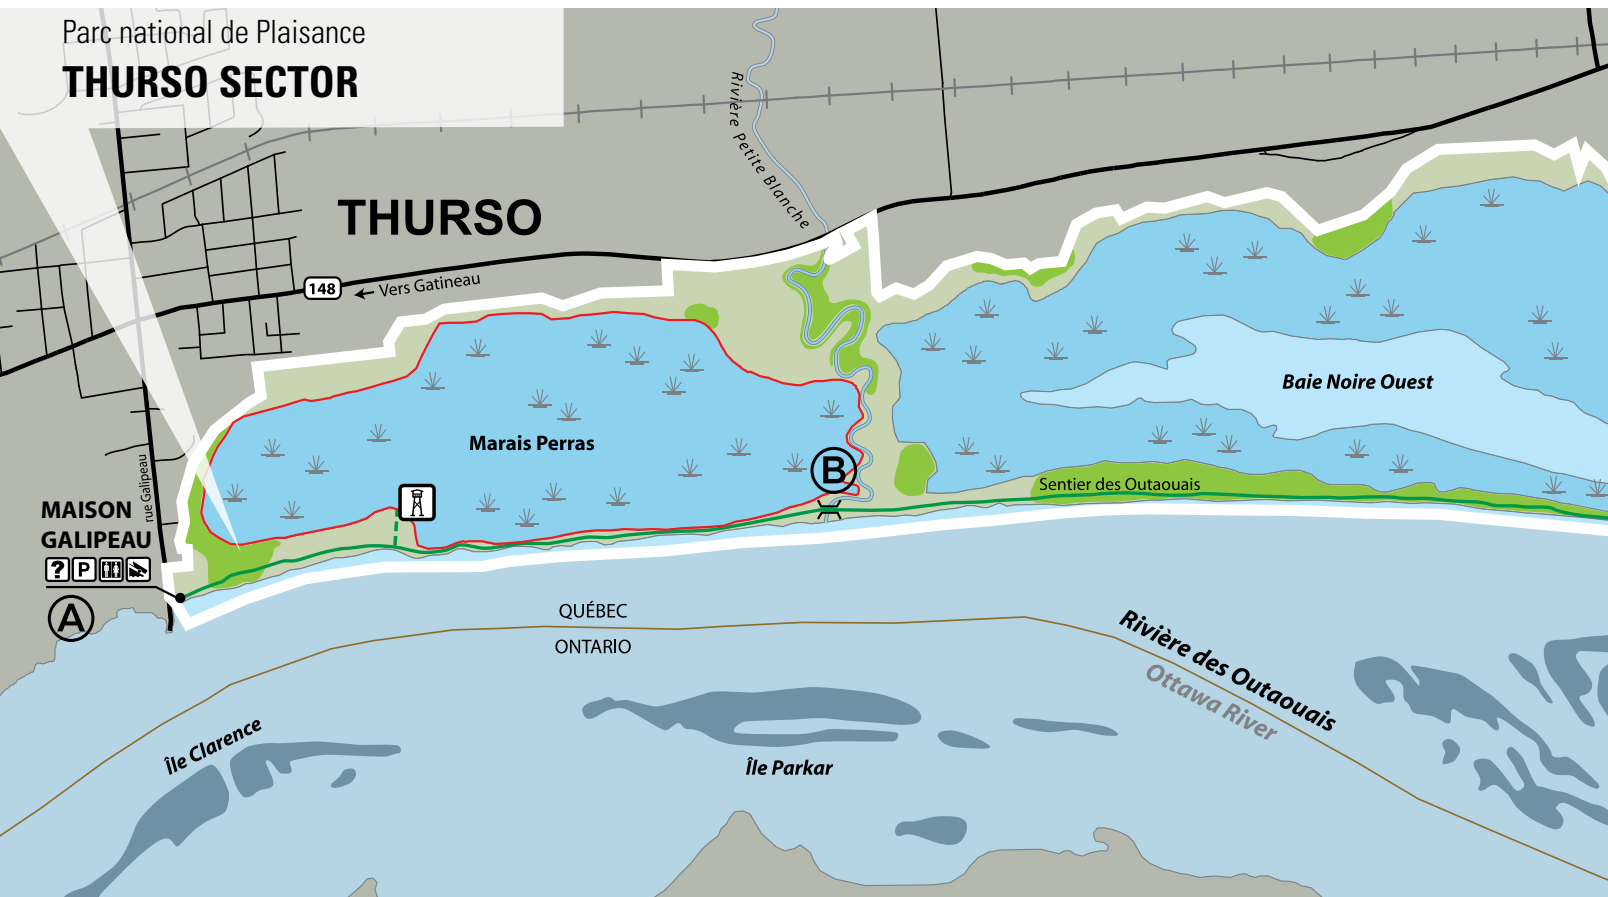 Parc national de Plaisance
THURSO SECTOR
Rivière Petite Blanche
THURSO
148
Vers Gatineau
Baie Noire Ouest
Marais Perras
B
Sentier des Outaouais
rue Galipeau
MAISON
GALIPEAU
? P
A
QUÉBEC
ONTARIO
Rivière des Outaouais
Ottawa River
Île Clarence
Île Parkar